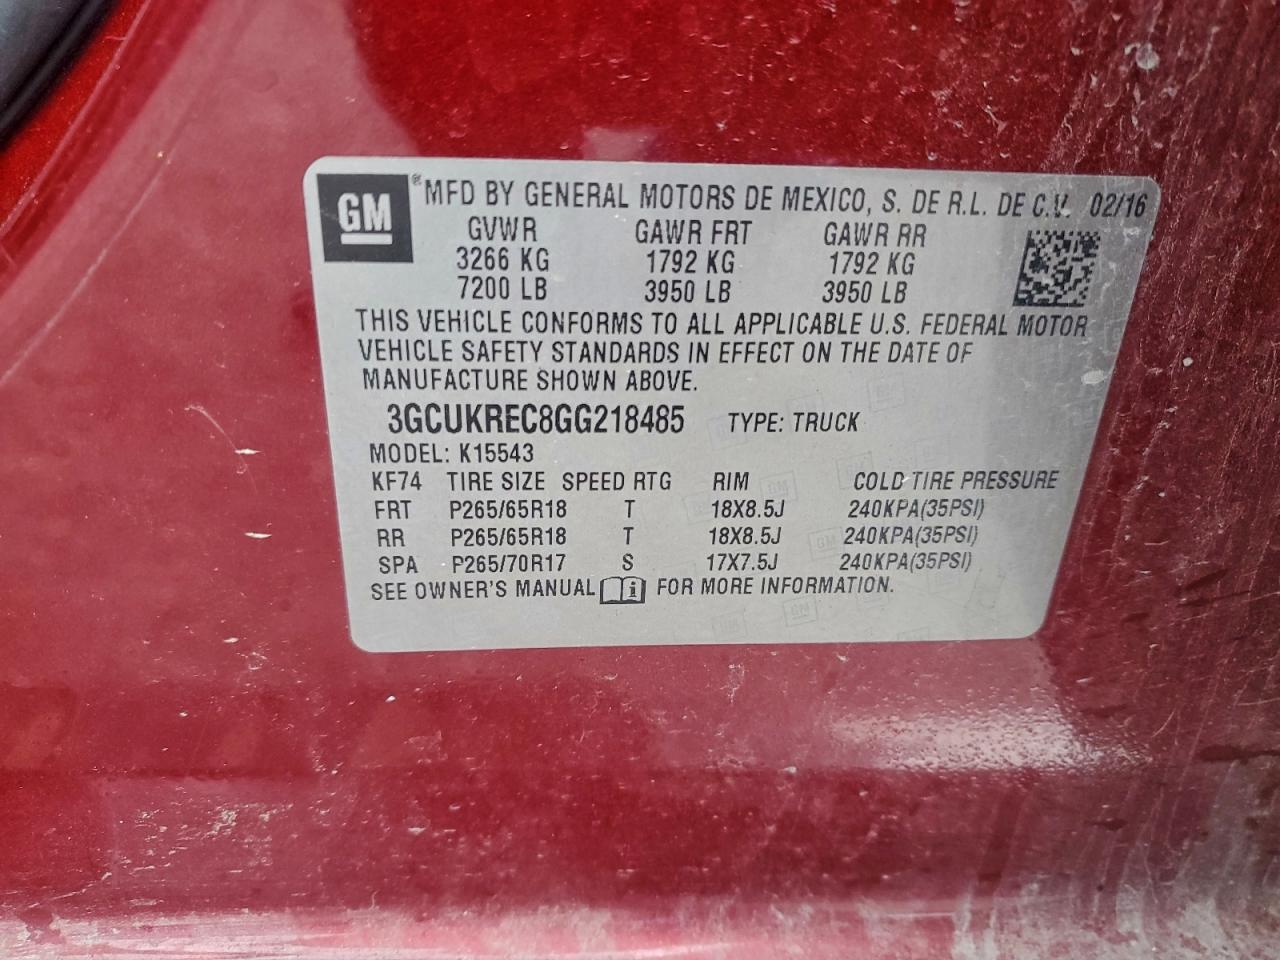 GM ® MFD BY GENERAL MOTORS DE MEXICO, S. DE R.L. DE C.V. 02/16
GVWR GAWR FRT GAWR RR
3266 KG 1792 KG 1792 KG
7200 LB 3950 LB 3950 LB
THIS VEHICLE CONFORMS TO ALL APPLICABLE U.S. FEDERAL MOTOR
VEHICLE SAFETY STANDARDS IN EFFECT ON THE DATE OF
MANUFACTURE SHOWN ABOVE.
3GCUKREC8GG218485 TYPE: TRUCK
MODEL: K15543
KF74 TIRE SIZE SPEED RTG RIM COLD TIRE PRESSURE
FRT P265/65R18 T 18X8.5J 240KPA(35PSI)
RR P265/65R18 T 18X8.5J 240KPA(35PSI)
SPA P265/70R17 S 17X7.5J 240KPA(35PSI)
SEE OWNER'S MANUAL i FOR MORE INFORMATION.